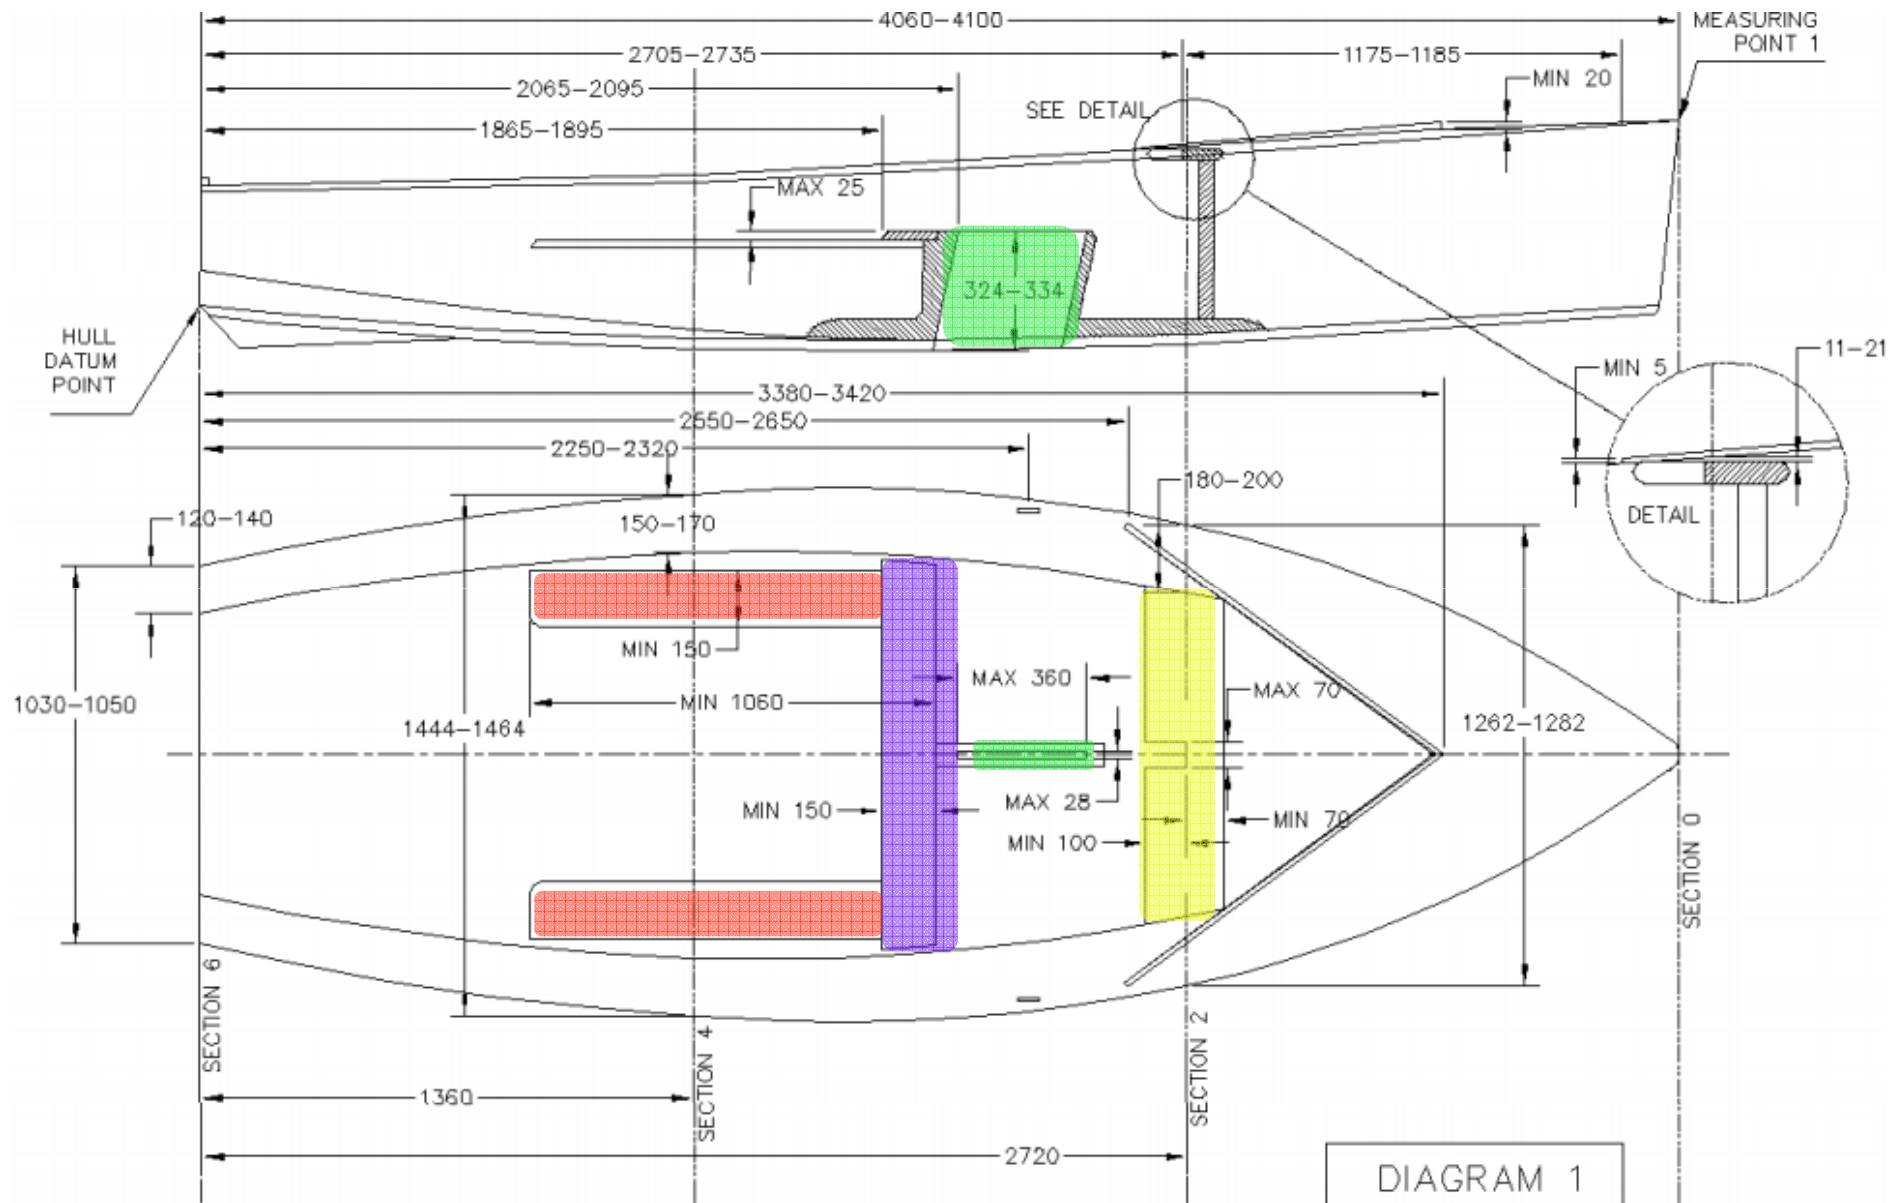 4060-4100
MEASURING
POINT 1
2705-2735
1175-1185
MIN 20
2065-2095
SEE DETAIL
1865-1895
MAX 25
324-334
HULL
DATUM
POINT
11-21
MIN 5
3380-3420
2550-2650
2250-2320
180-200
DETAIL
120-140
150-170
MIN 150
MAX 360
MAX 70
1030-1050
MIN 1060
1444-1464
1262-1282
MIN 150
MAX 28
MIN 70
MIN 100
SECTION 0
SECTION 6
SECTION 4
SECTION 2
1360
2720
DIAGRAM 1